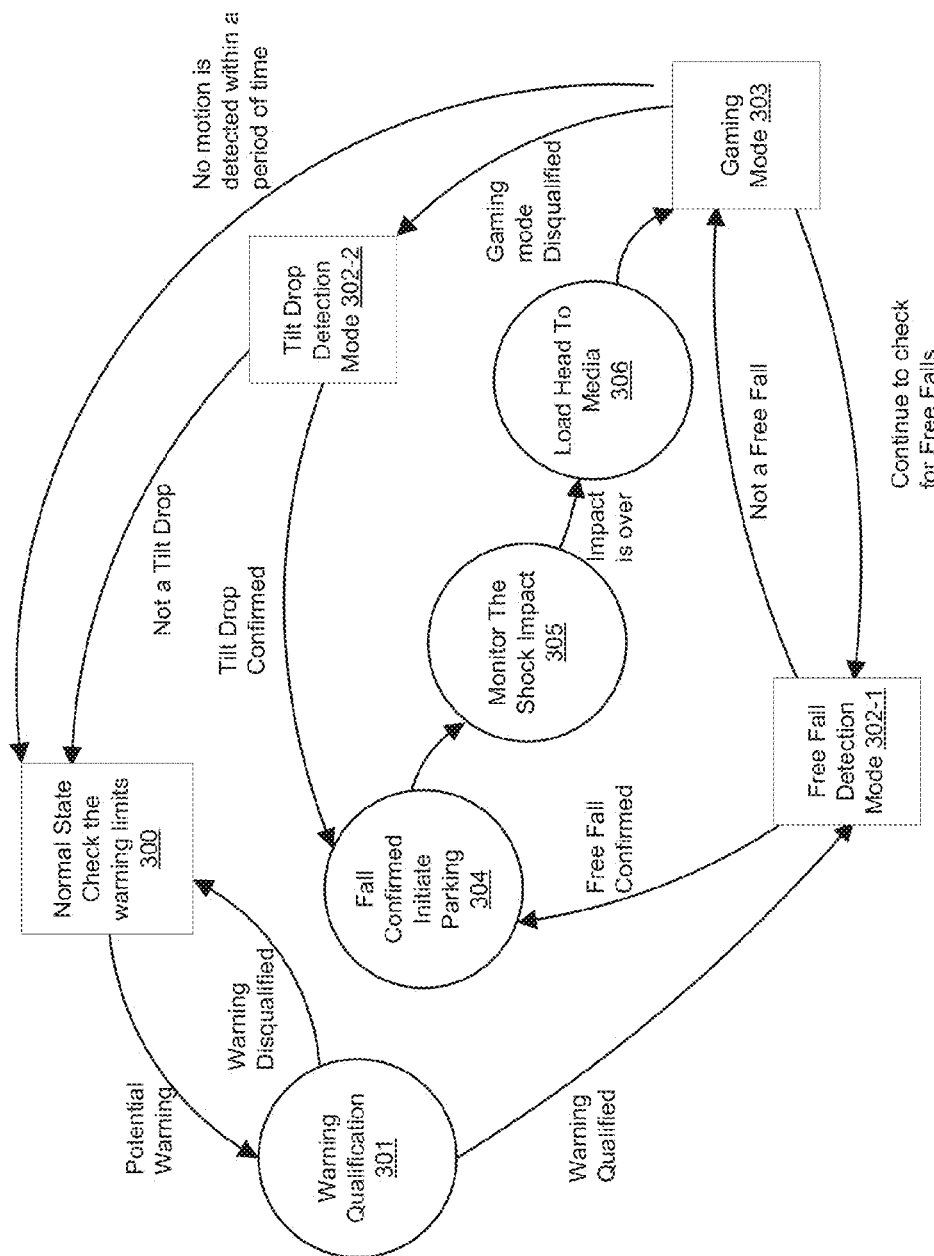 Normal State
Check the
warning limits
300
Potential
Warning
Warning
Disqualified
Warning
Qualification
301
Warning
Qualified
Not a Tilt Drop
Tilt Drop
Confirmed
Tilt Drop
Detection
Mode 302-2
No motion is
detected within a
period of time
Fall
Confirmed
Initiate
Parking
304
Monitor The
Shock Impact
305
Impact
is over
Load Head To
Media
306
Gaming
mode
Disqualified
Gaming
Mode 303
Free Fall
Confirmed
Free Fall
Detection
Mode 302-1
Not a Free Fall
Continue to check
for Free Falls